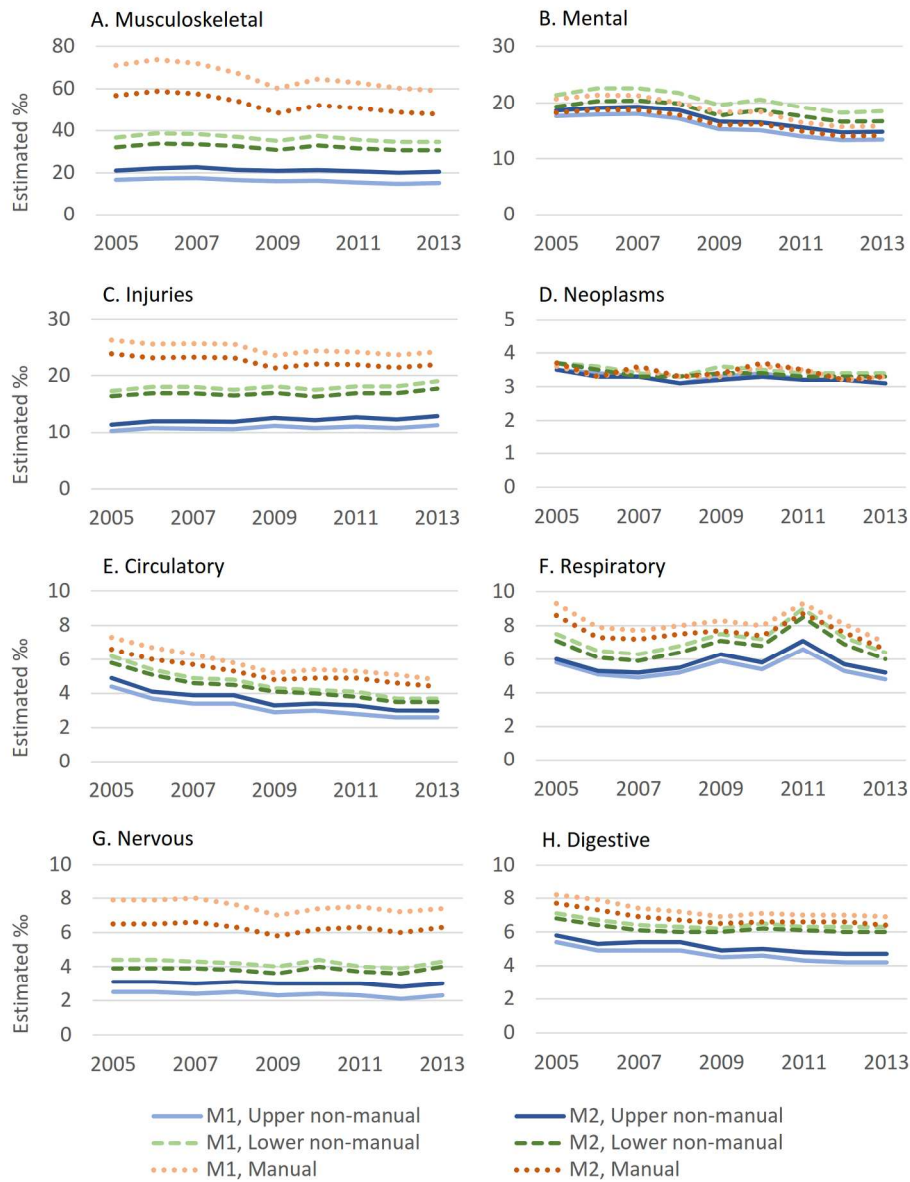 A. Musculoskeletal
Estimated ‰
80
60
40
20
0
2005 2007 2009 2011 2013
B. Mental
30
20
10
0
2005 2007 2009 2011 2013
C. Injuries
Estimated ‰
30
20
10
0
2005 2007 2009 2011 2013
D. Neoplasms
5
4
3
2
1
0
2005 2007 2009 2011 2013
E. Circulatory
Estimated ‰
10
8
6
4
2
0
2005 2007 2009 2011 2013
F. Respiratory
10
8
6
4
2
0
2005 2007 2009 2011 2013
G. Nervous
Estimated ‰
10
8
6
4
2
0
2005 2007 2009 2011 2013
H. Digestive
10
8
6
4
2
0
2005 2007 2009 2011 2013
M1, Upper non-manual
M2, Upper non-manual
M1, Lower non-manual
M2, Lower non-manual
M1, Manual
M2, Manual